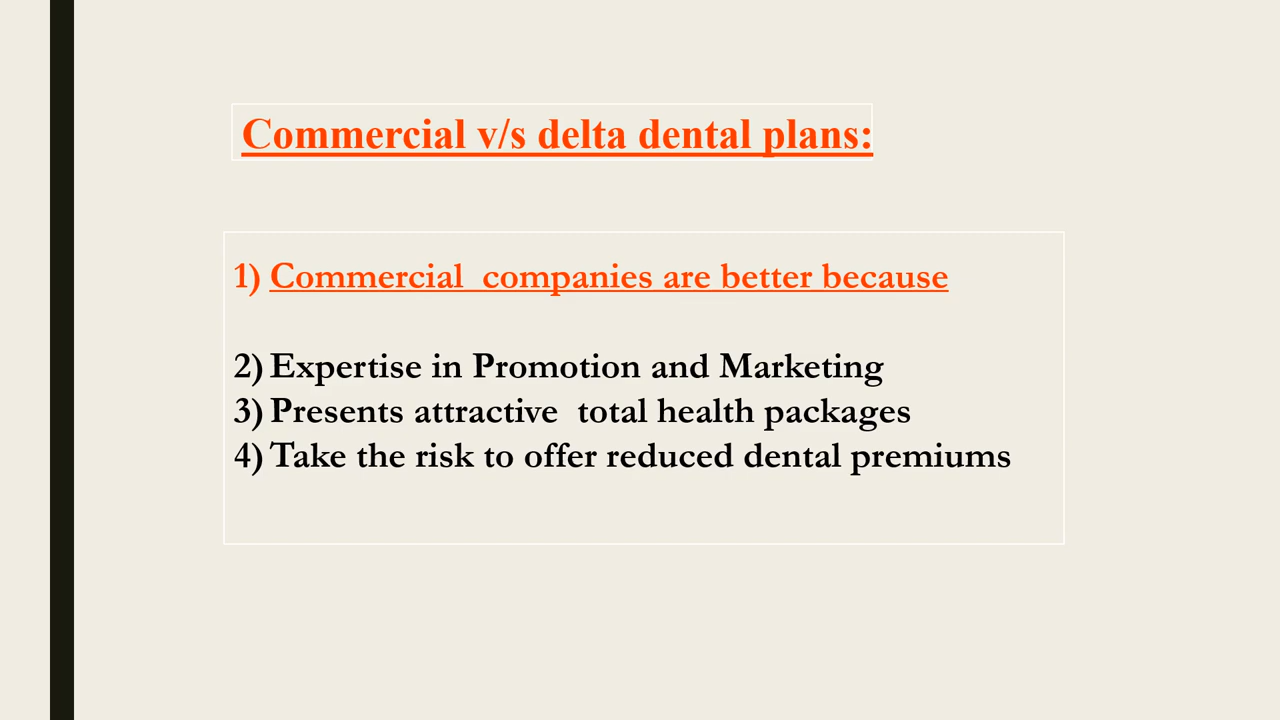 Commercial v/s delta dental plans:
1) Commercial  companies are better because
2) Expertise in Promotion and Marketing
3) Presents attractive  total health packages
4) Take the risk to offer reduced dental premiums